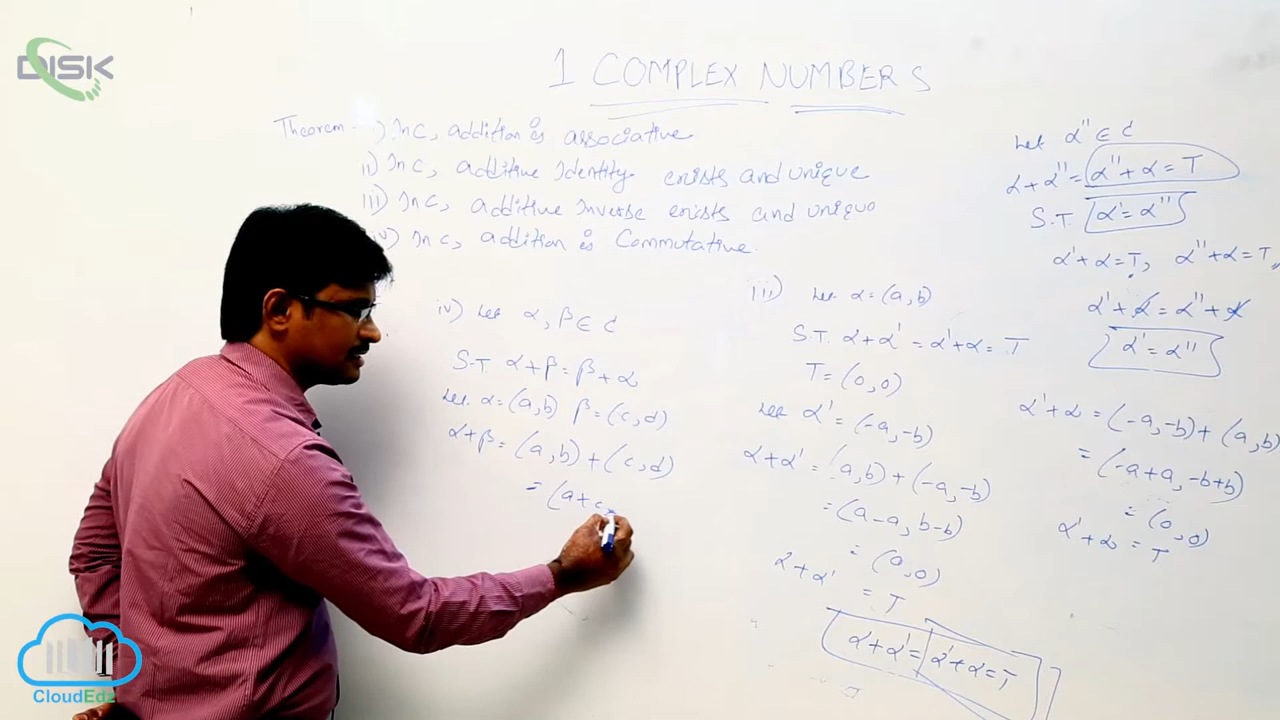 DISK
1 COMPLEX NUMBERS
Theorem - i) In C, addition is associative
ii) In C, additive Identity exists and unique
iii) In C, additive Inverse exists and unique
iv) In C, addition is Commutative.
iv) Let α, β ∈ C
S.T α+β = β+α
Let α=(a,b) β=(c,d)
α+β = (a,b)+(c,d)
= (a+c,
iii) Let α=(a,b)
S.T. α+α' = α'+α = T
T=(0,0)
Let α' = (-a,-b)
α+α' = (a,b)+(-a,-b)
= (a-a, b-b)
= (0,0)
α+α' = T
α+α' = α'+α = T
Let α'' ∈ C
α+α'' = α''+α = T
S.T. α'=α''
α'+α=T, α''+α=T
α'+α = α''+α
α'=α''
α'+α = (-a,-b)+(a,b)
= (-a+a, -b+b)
= (0,0)
α'+α = T
CloudEdz